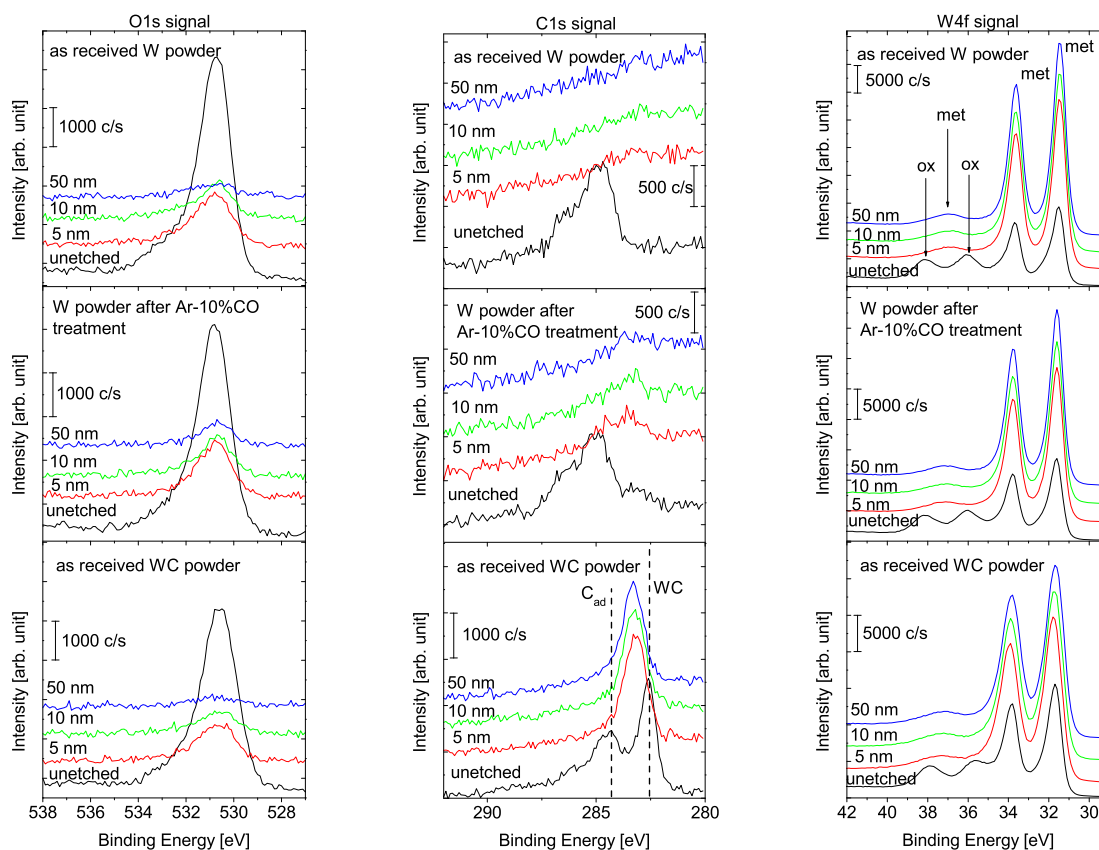 O1s signal
as received W powder
1000 c/s
50 nm
10 nm
5 nm
unetched
Intensity [arb. unit]
W powder after Ar-10%CO
treatment
1000 c/s
50 nm
10 nm
5 nm
unetched
Intensity [arb. unit]
as received WC powder
1000 c/s
50 nm
10 nm
5 nm
unetched
Intensity [arb. unit]
538 536 534 532 530 528
Binding Energy [eV]
C1s signal
as received W powder
50 nm
10 nm
5 nm
500 c/s
unetched
Intensity [arb. unit]
W powder after
Ar-10%CO treatment
500 c/s
50 nm
10 nm
5 nm
unetched
Intensity [arb. unit]
as received WC powder
Cad
WC
1000 c/s
50 nm
10 nm
5 nm
unetched
Intensity [arb. unit]
290 285 280
Binding Energy [eV]
W4f signal
as received W powder
met
met
5000 c/s
met
ox
ox
50 nm
10 nm
5 nm
unetched
Intensity [arb. unit]
W powder after
Ar-10%CO treatment
5000 c/s
50 nm
10 nm
5 nm
unetched
Intensity [arb. unit]
as received WC powder
5000 c/s
50 nm
10 nm
5 nm
unetched
Intensity [arb. unit]
42 40 38 36 34 32 30
Binding Energy [eV]